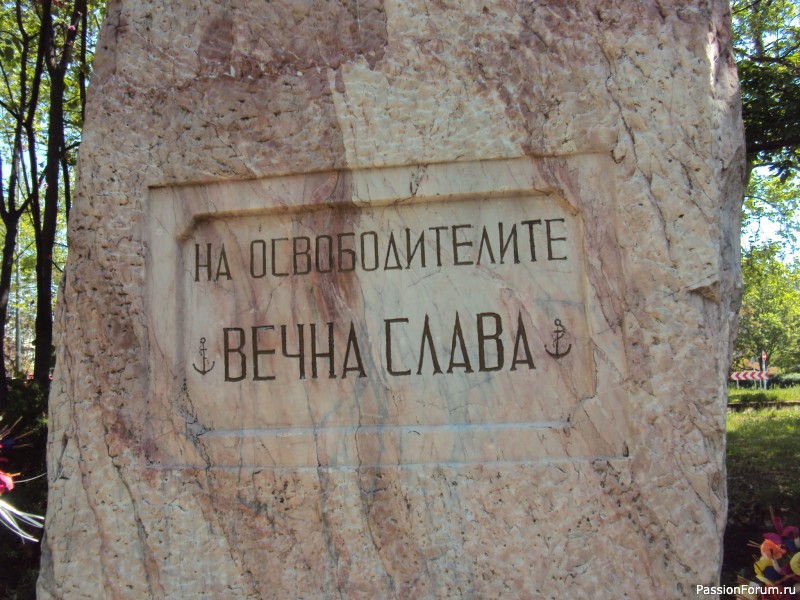 НА ОСВОБОДИТЕЛИТЕ
ВЕЧНА СЛАВА
PassionForum.ru